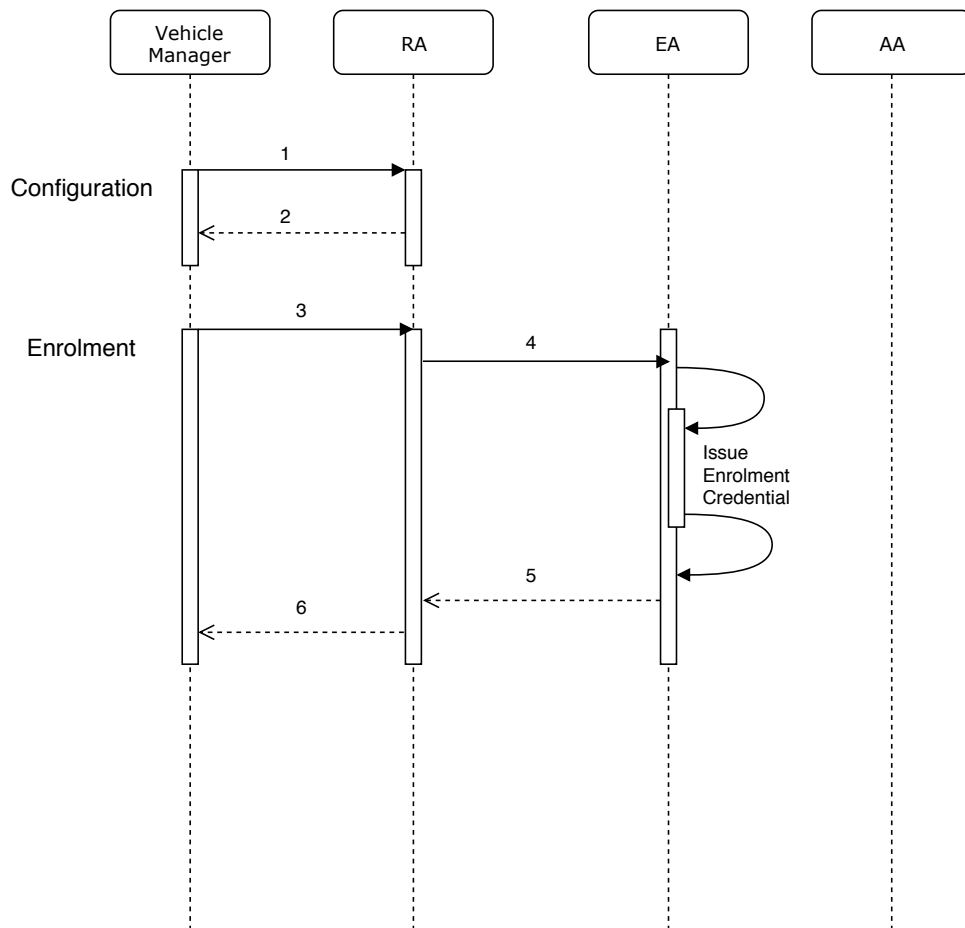 Vehicle
Manager
RA
EA
AA
1
Configuration
2
3
Enrolment
4
Issue
Enrolment
Credential
5
6